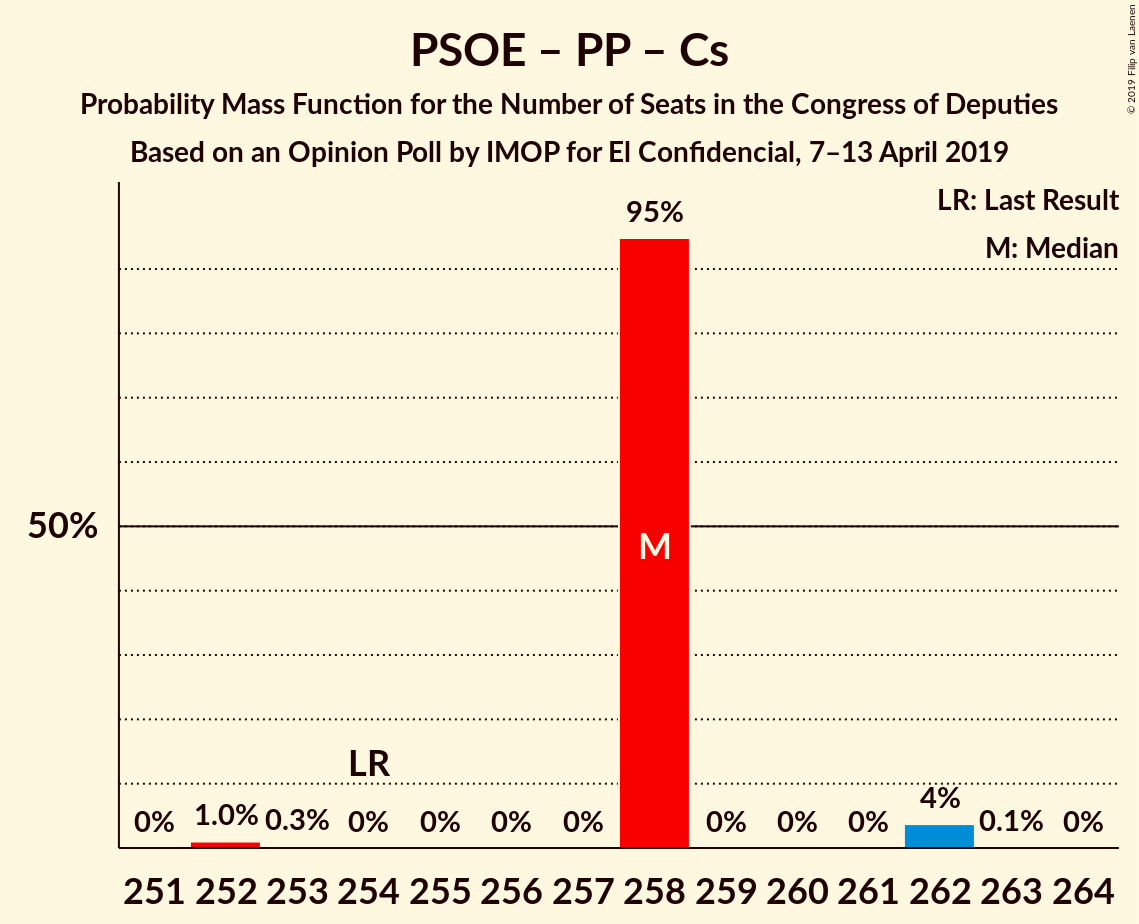 PSOE – PP – Cs
Probability Mass Function for the Number of Seats in the Congress of Deputies
Based on an Opinion Poll by IMOP for El Confidencial, 7–13 April 2019
© 2019 Filip van Laenen
LR: Last Result
M: Median
95%
50%
M
LR
0% 1.0% 0.3% 0% 0% 0% 0% 0% 0% 0% 4% 0.1% 0%
251 252 253 254 255 256 257 258 259 260 261 262 263 264